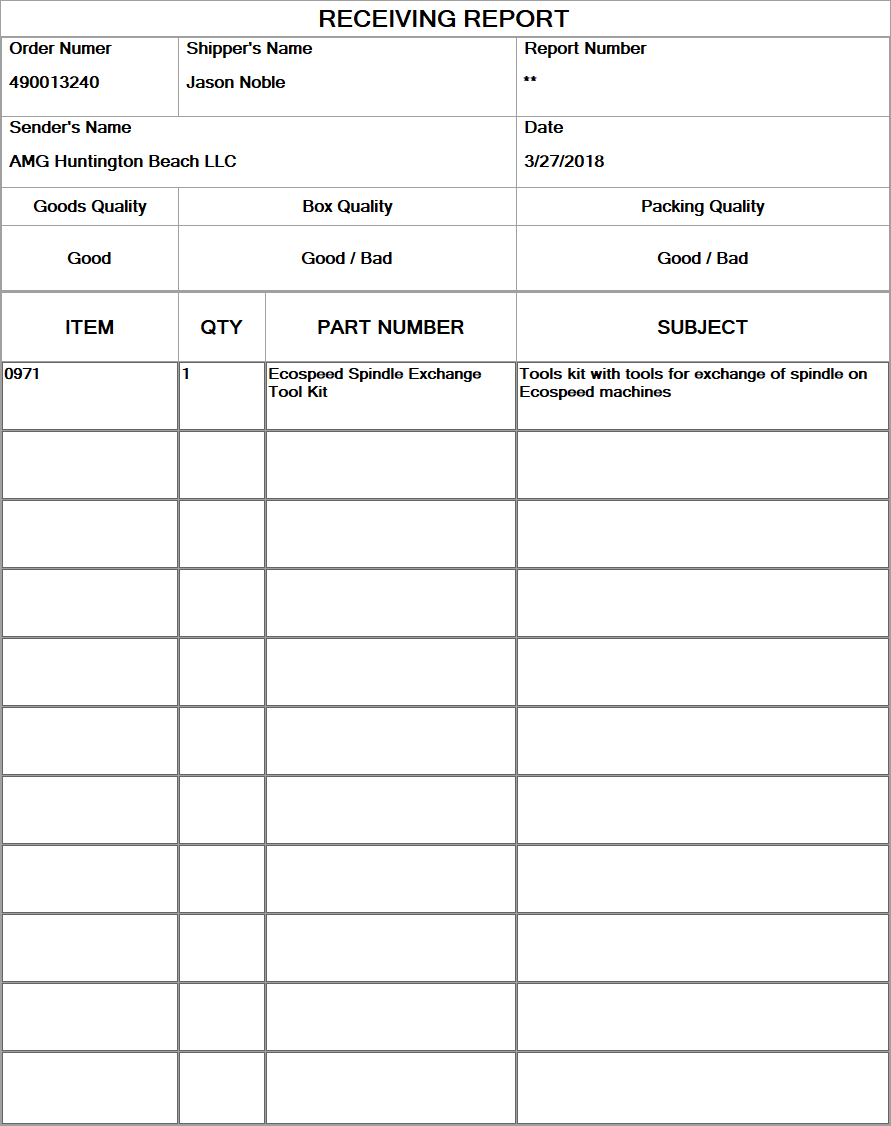 RECEIVING REPORT
Order Numer
Shipper's Name
Report Number
490013240
Jason Noble
**
Sender's Name
Date
AMG Huntington Beach LLC
3/27/2018
Goods Quality
Box Quality
Packing Quality
Good
Good / Bad
Good / Bad
ITEM
QTY
PART NUMBER
SUBJECT
0971
1
Ecospeed Spindle Exchange
Tool Kit
Tools kit with tools for exchange of spindle on
Ecospeed machines